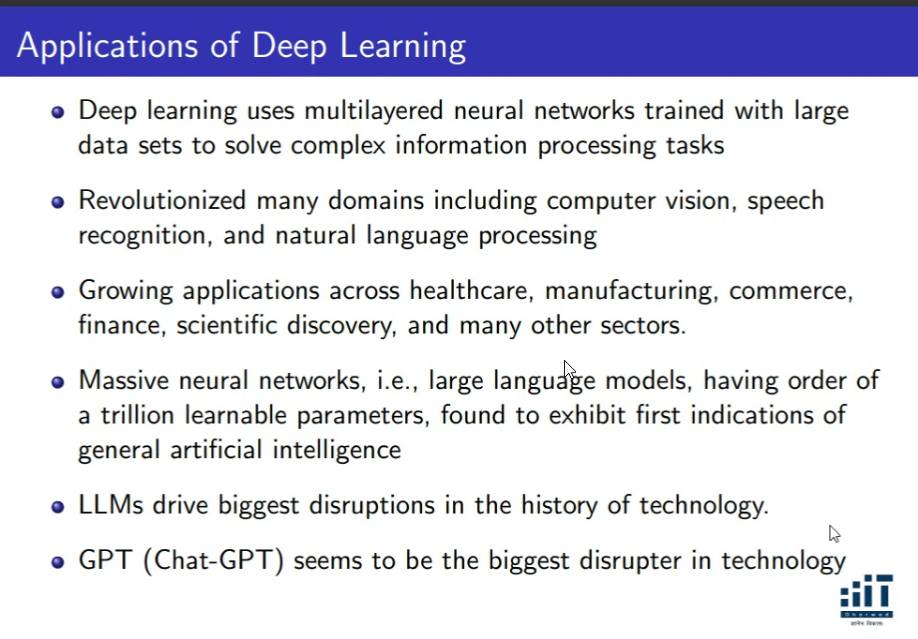 Applications of Deep Learning
Deep learning uses multilayered neural networks trained with large
data sets to solve complex information processing tasks
Revolutionized many domains including computer vision, speech
recognition, and natural language processing
Growing applications across healthcare, manufacturing, commerce,
finance, scientific discovery, and many other sectors.
Massive neural networks, i.e., large language models, having order of
a trillion learnable parameters, found to exhibit first indications of
general artificial intelligence
LLMs drive biggest disruptions in the history of technology.
GPT (Chat-GPT) seems to be the biggest disrupter in technology
iiIT
Dharwad